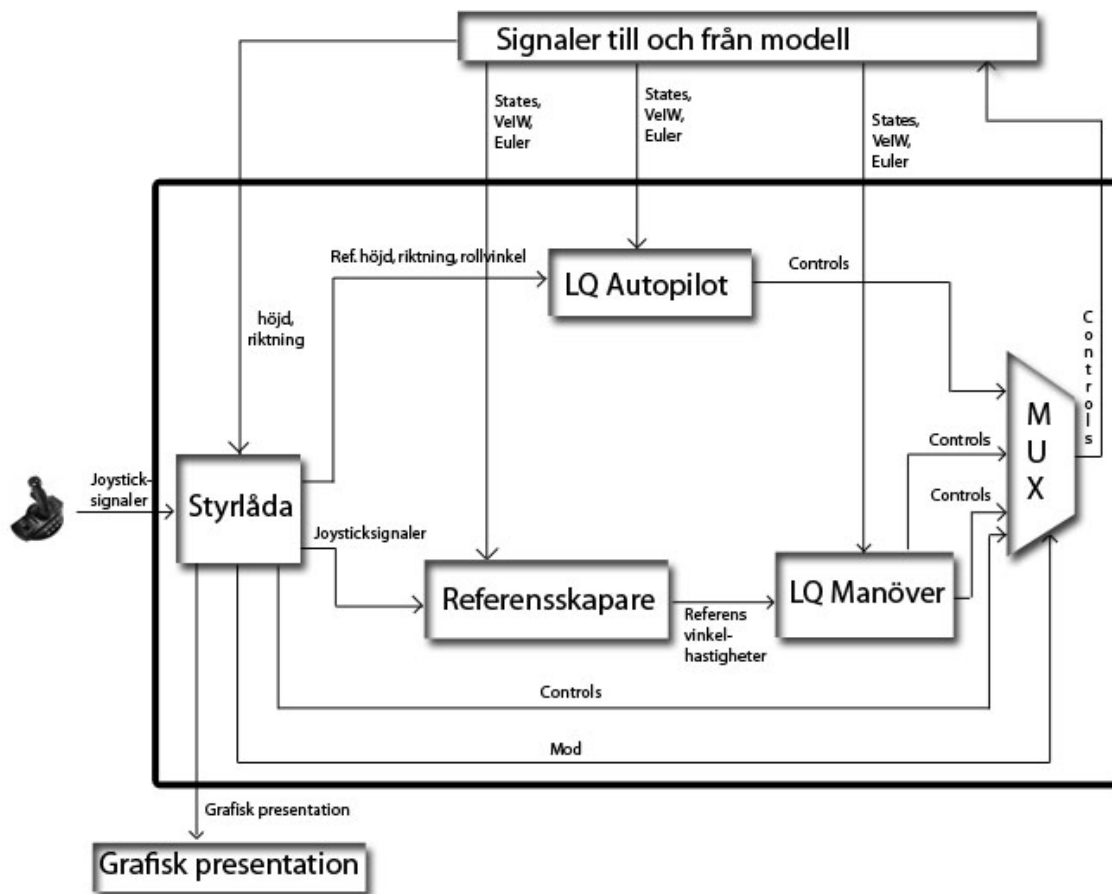 Signaler till och från modell
States,
VelW,
Euler
States,
VelW,
Euler
States,
VelW,
Euler
Ref. höjd, riktning, rollvinkel
LQ Autopilot
Controls
höjd,
riktning
Controls
MUX
Controls
Joystick-
signaler
Styrlåda
Controls
Joysticksignaler
Referensskapare
LQ Manöver
Referens
vinkel-
hastigheter
Controls
Mod
Grafisk presentation
Grafisk presentation